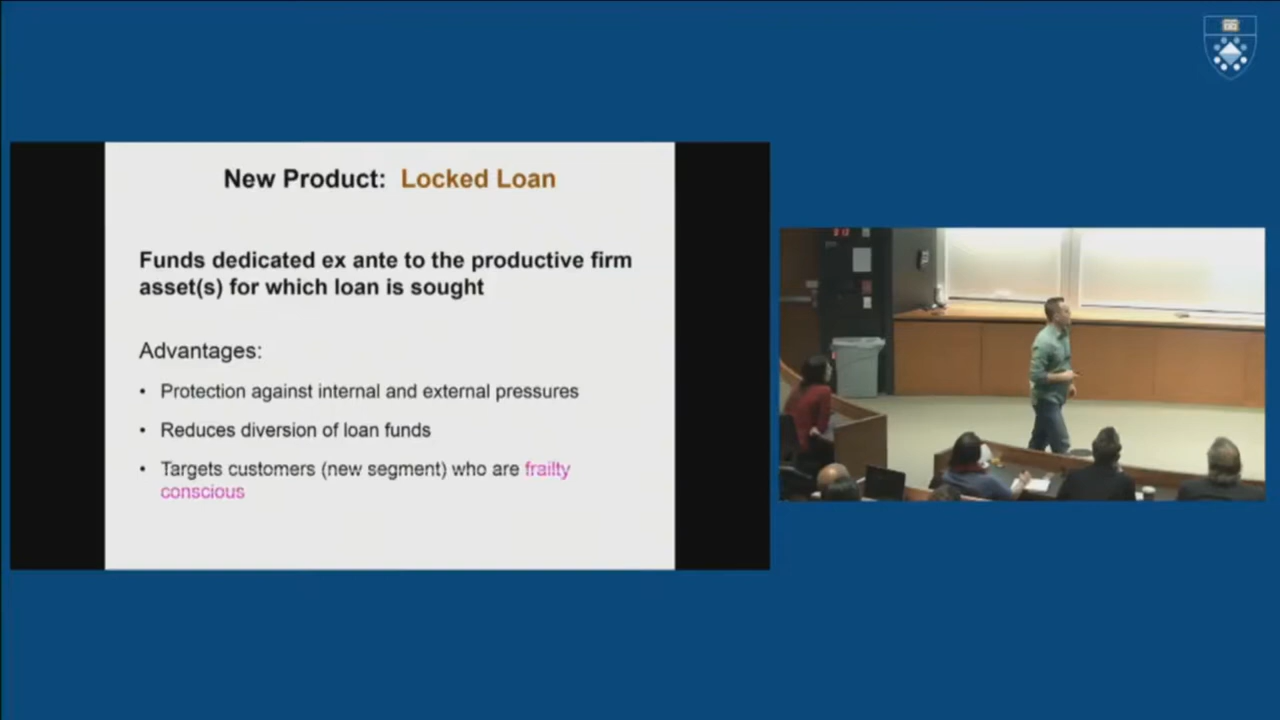 New Product: Locked Loan
Funds dedicated ex ante to the productive firm
asset(s) for which loan is sought
Advantages:
• Protection against internal and external pressures
• Reduces diversion of loan funds
• Targets customers (new segment) who are frailty
conscious